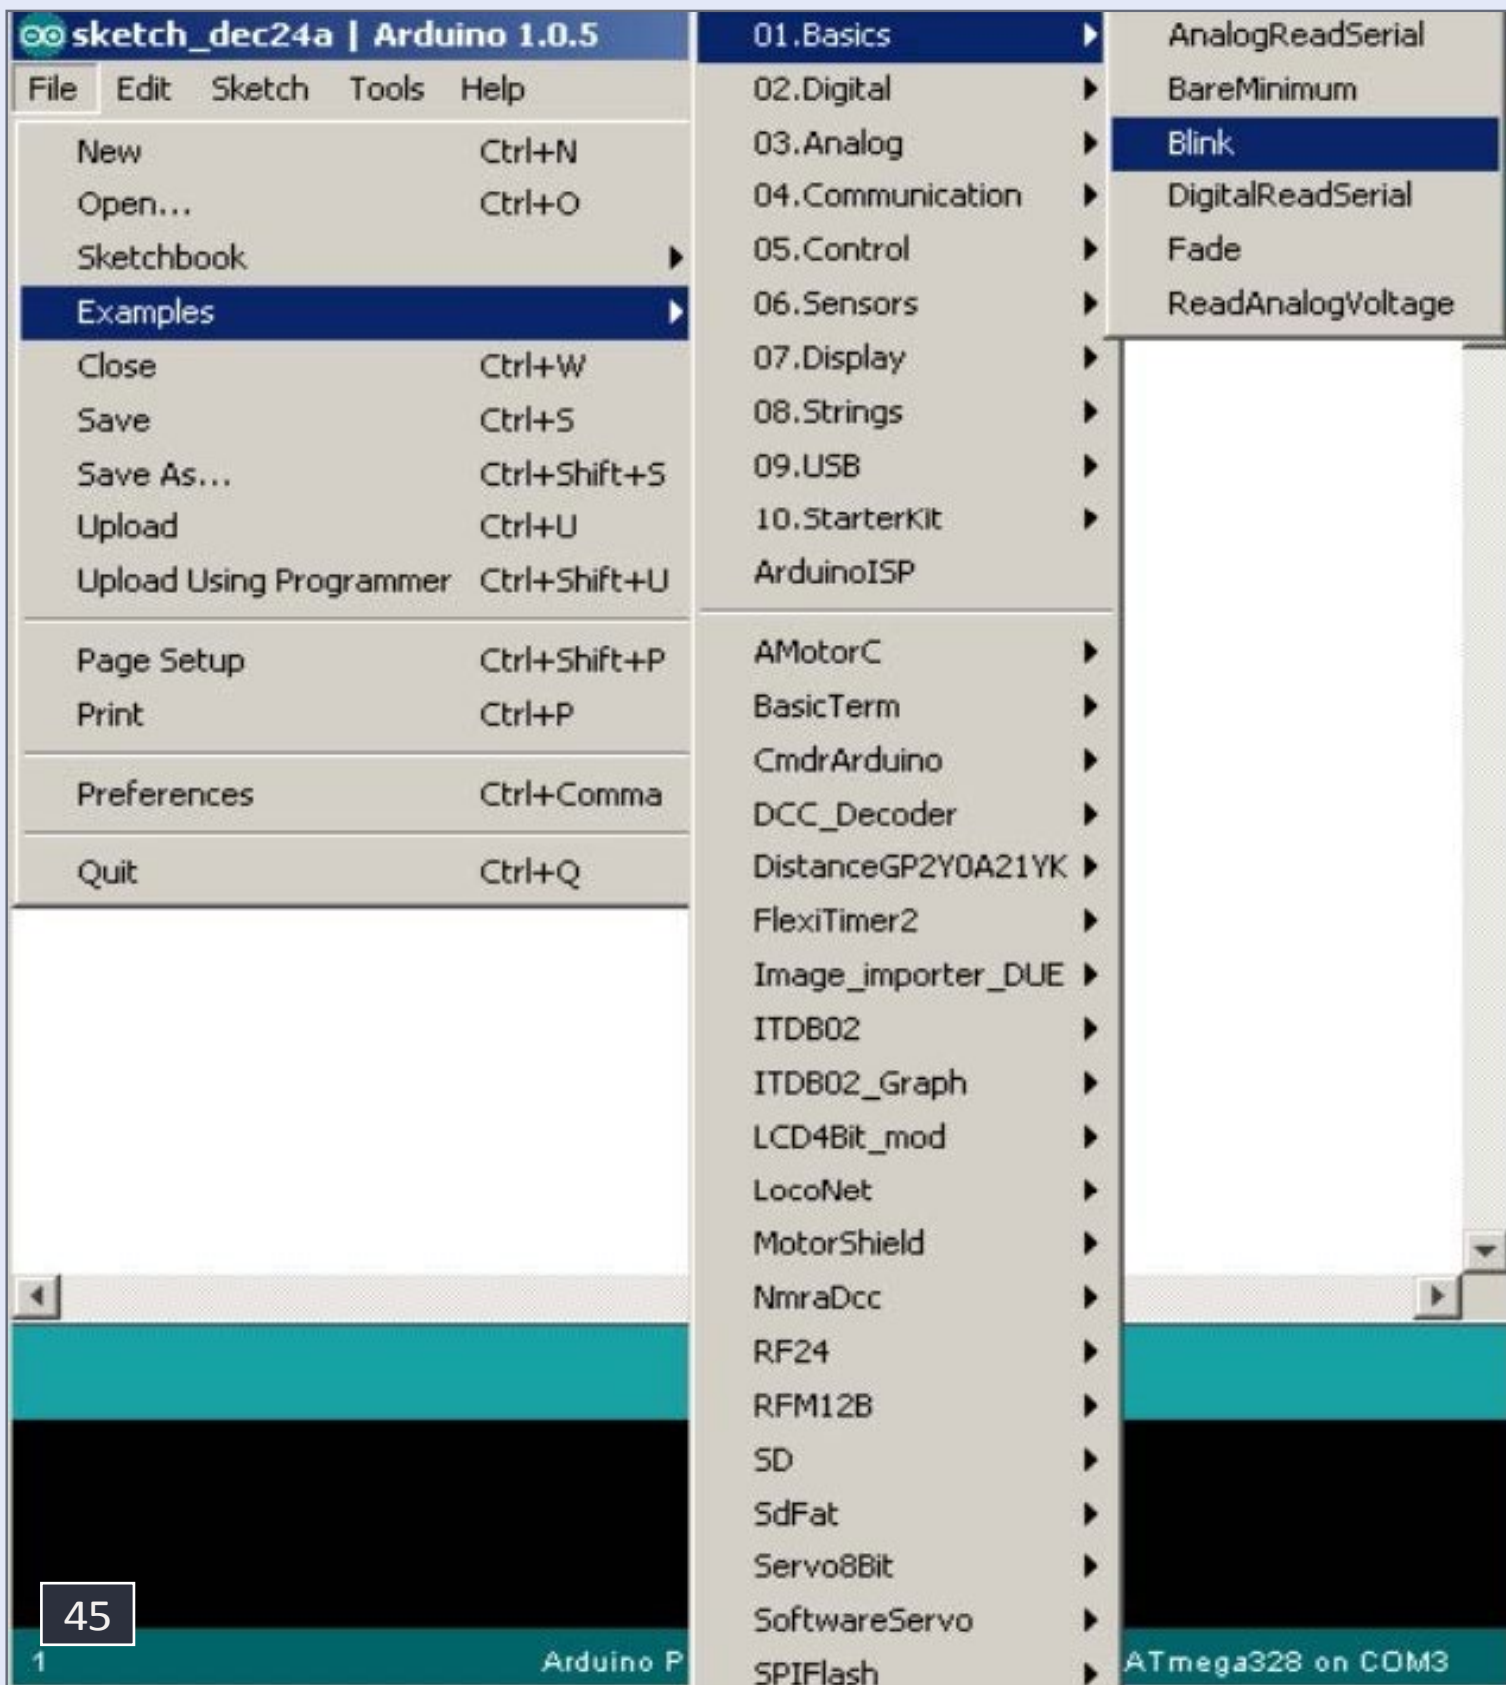 sketch_dec24a | Arduino 1.0.5
File Edit Sketch Tools Help
New Ctrl+N
Open... Ctrl+O
Sketchbook
Examples
Close Ctrl+W
Save Ctrl+S
Save As... Ctrl+Shift+S
Upload Ctrl+U
Upload Using Programmer Ctrl+Shift+U
Page Setup Ctrl+Shift+P
Print Ctrl+P
Preferences Ctrl+Comma
Quit Ctrl+Q
01.Basics
02.Digital
03.Analog
04.Communication
05.Control
06.Sensors
07.Display
08.Strings
09.USB
10.StarterKit
ArduinoISP
AMotorC
BasicTerm
CmdrArduino
DCC_Decoder
DistanceGP2Y0A21YK
FlexiTimer2
Image_importer_DUE
ITDB02
ITDB02_Graph
LCD4Bit_mod
LocoNet
MotorShield
NmraDcc
RF24
RFM12B
SD
SdFat
Servo8Bit
SoftwareServo
SPIFlash
AnalogReadSerial
BareMinimum
Blink
DigitalReadSerial
Fade
ReadAnalogVoltage
45
1 Arduino P ATmega328 on COM3